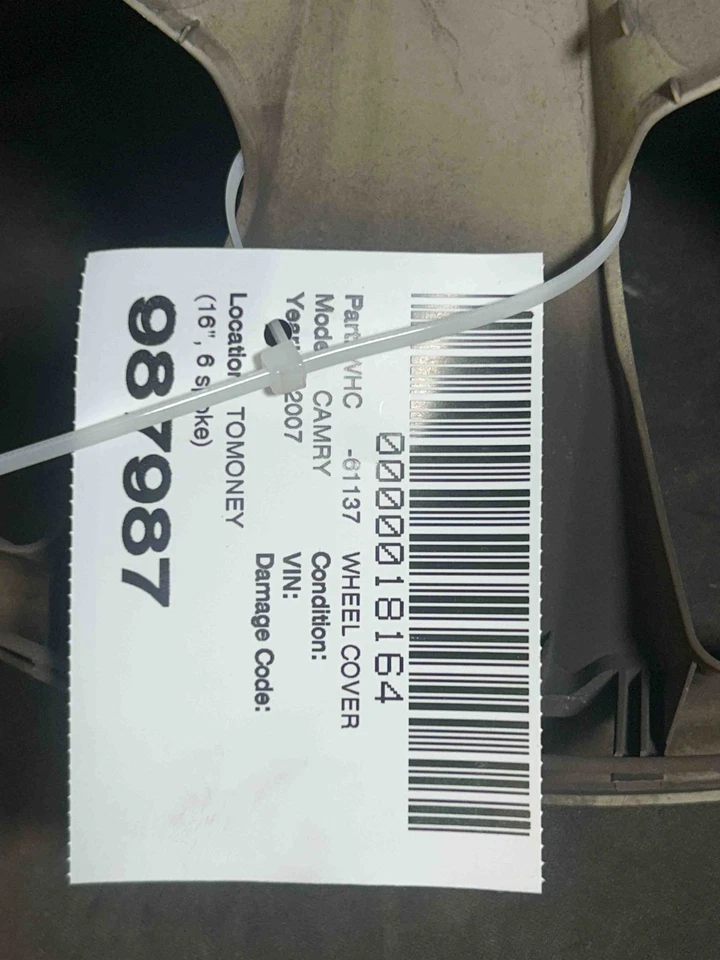 0000018164
Part WHC -61137 WHEEL COVER
Mode CAMRY Condition:
Year 2007 VIN:
Damage Code:
Location TOMONEY
(16", 6 spoke)
987987